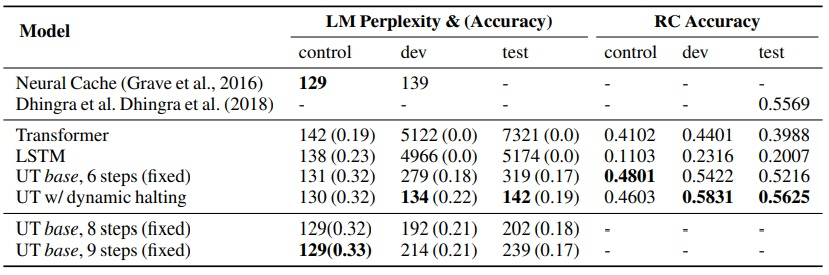 Model LM Perplexity & (Accuracy) RC Accuracy
control dev test control dev test
Neural Cache (Grave et al., 2016) 129 139 - - - -
Dhingra et al. Dhingra et al. (2018) - - - - - 0.5569
Transformer 142 (0.19) 5122 (0.0) 7321 (0.0) 0.4102 0.4401 0.3988
LSTM 138 (0.23) 4966 (0.0) 5174 (0.0) 0.1103 0.2316 0.2007
UT base, 6 steps (fixed) 131 (0.32) 279 (0.18) 319 (0.17) 0.4801 0.5422 0.5216
UT w/ dynamic halting 130 (0.32) 134 (0.22) 142 (0.19) 0.4603 0.5831 0.5625
UT base, 8 steps (fixed) 129(0.32) 192 (0.21) 202 (0.18) - - -
UT base, 9 steps (fixed) 129(0.33) 214 (0.21) 239 (0.17) - - -